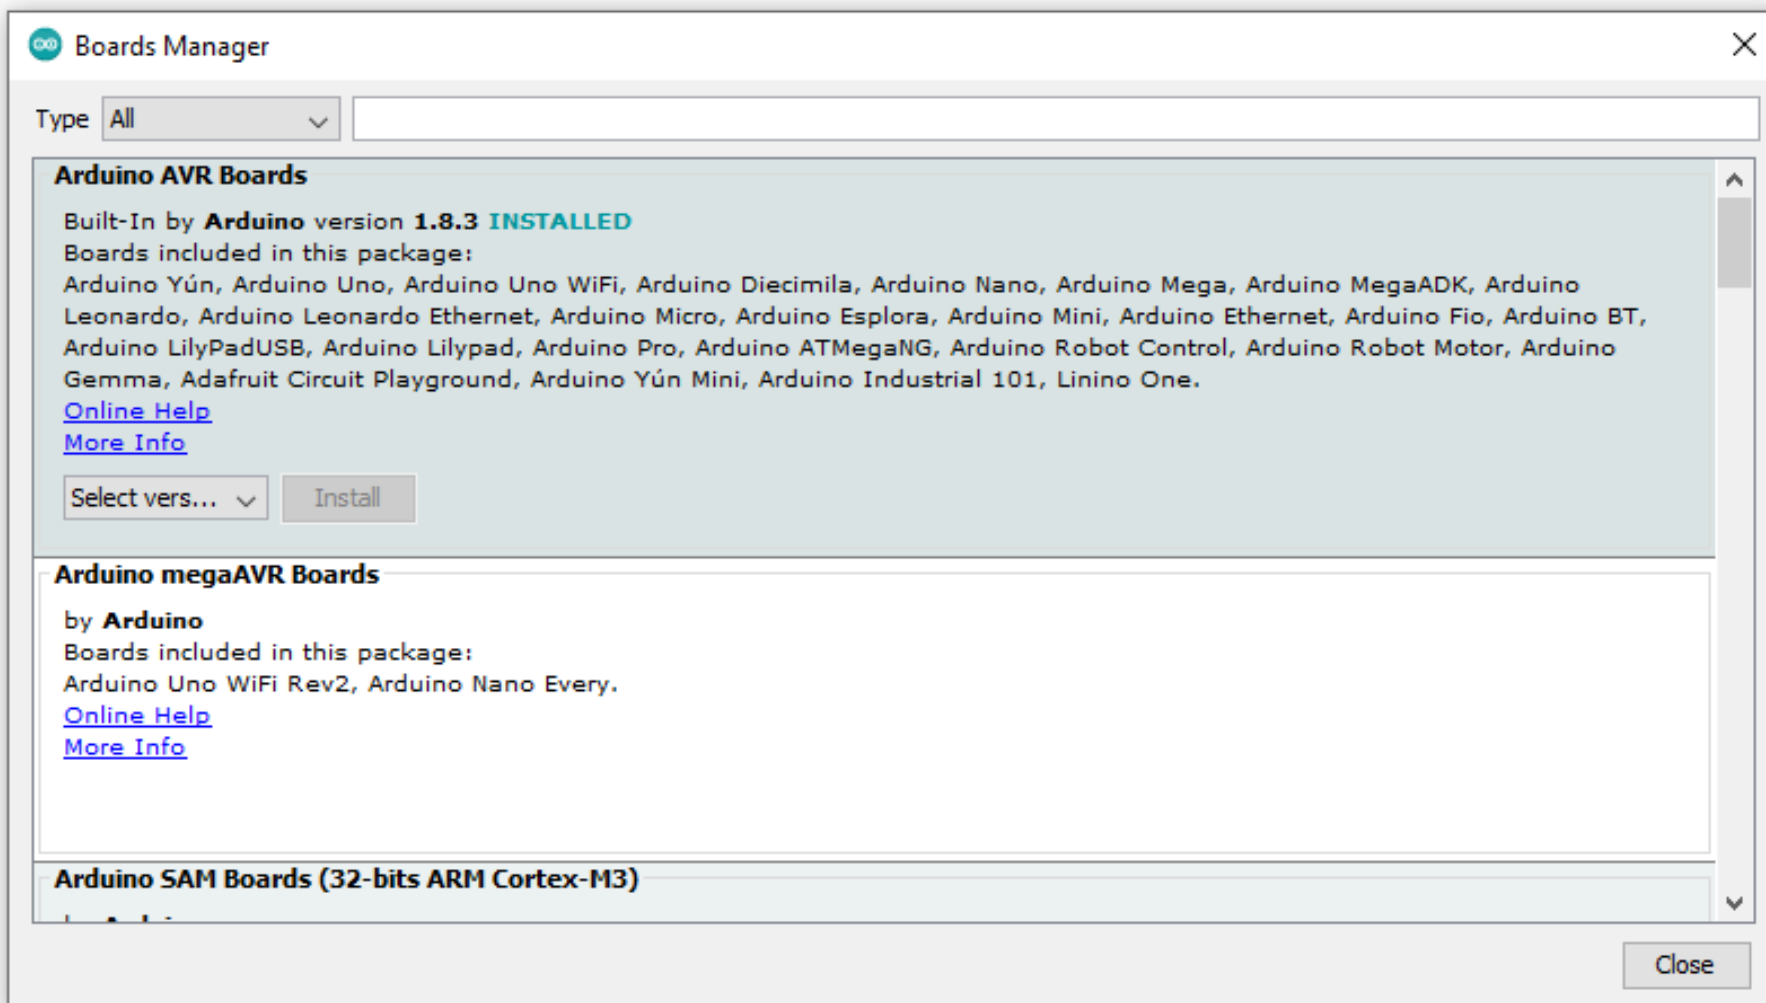 Boards Manager
Type All
Arduino AVR Boards
Built-In by Arduino version 1.8.3 INSTALLED
Boards included in this package:
Arduino Yún, Arduino Uno, Arduino Uno WiFi, Arduino Diecimila, Arduino Nano, Arduino Mega, Arduino MegaADK, Arduino
Leonardo, Arduino Leonardo Ethernet, Arduino Micro, Arduino Esplora, Arduino Mini, Arduino Ethernet, Arduino Fio, Arduino BT,
Arduino LilyPadUSB, Arduino Lilypad, Arduino Pro, Arduino ATMegaNG, Arduino Robot Control, Arduino Robot Motor, Arduino
Gemma, Adafruit Circuit Playground, Arduino Yún Mini, Arduino Industrial 101, Linino One.
Online Help
More Info
Select vers... Install
Arduino megaAVR Boards
by Arduino
Boards included in this package:
Arduino Uno WiFi Rev2, Arduino Nano Every.
Online Help
More Info
Arduino SAM Boards (32-bits ARM Cortex-M3)
Close